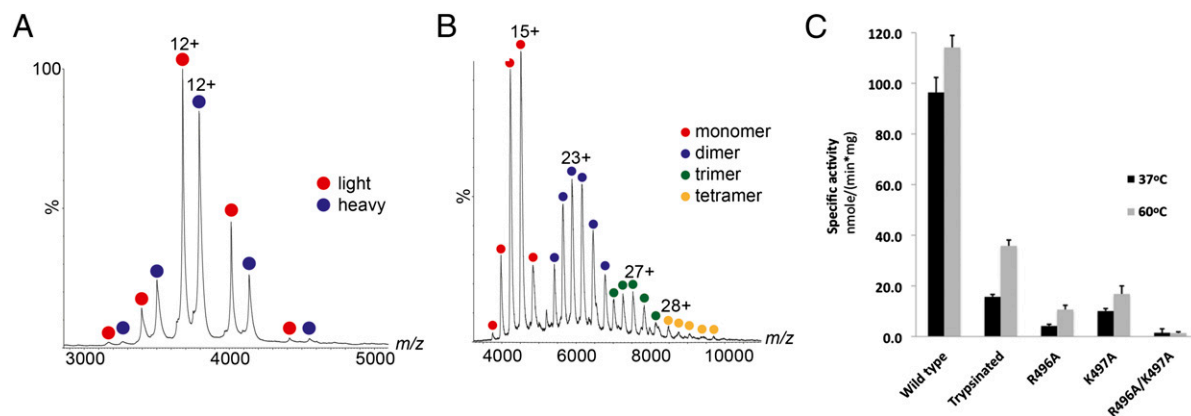 A
100
12+
12+
light
heavy
%
3000
4000
5000
m/z
B
15+
monomer
dimer
trimer
tetramer
23+
%
27+
28+
4000
6000
8000
10000
m/z
C
120.0
100.0
80.0
60.0
40.0
20.0
0.0
Specific activity
nmole/(min*mg)
37ºC
60ºC
Wild type
Trypsinated
R496A
K497A
R496A/K497A